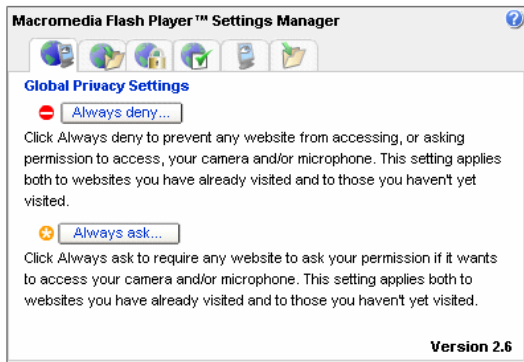 Macromedia Flash Player™ Settings Manager
?
Global Privacy Settings
Always deny...
Click Always deny to prevent any website from accessing, or asking
permission to access, your camera and/or microphone. This setting applies
both to websites you have already visited and to those you haven't yet
visited.
Always ask...
Click Always ask to require any website to ask your permission if it wants
to access your camera and/or microphone. This setting applies both to
websites you have already visited and to those you haven't yet visited.
Version 2.6